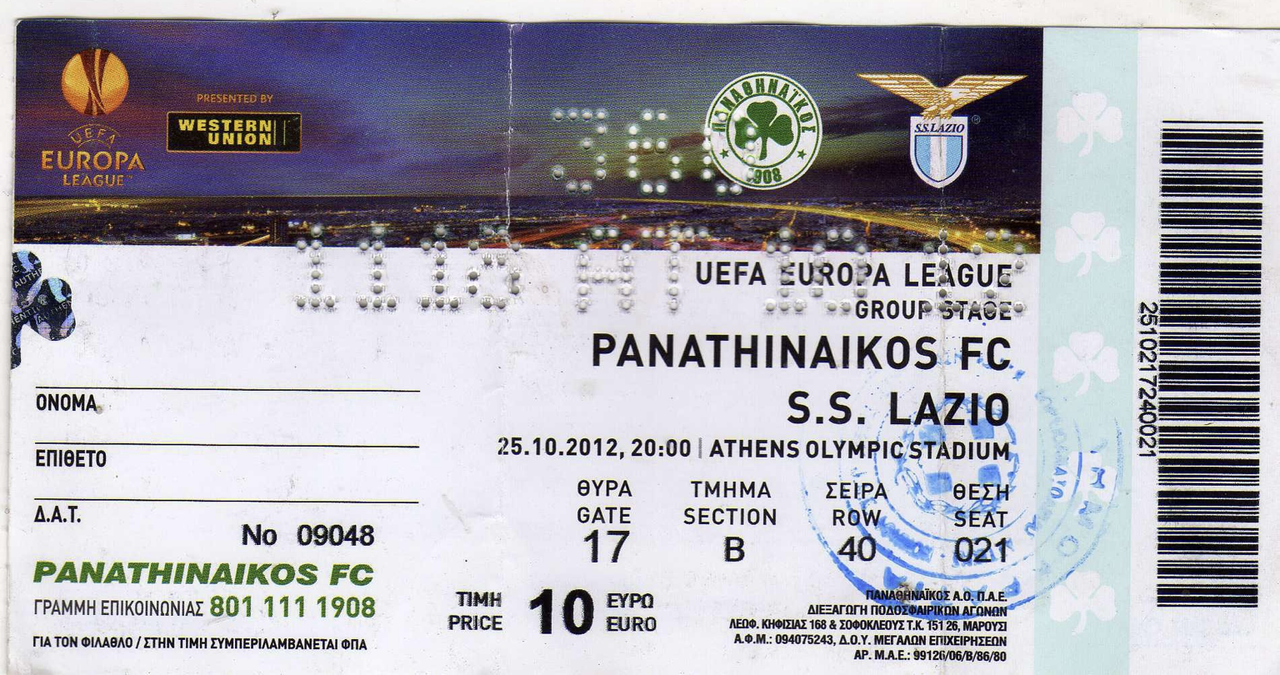 UEFA
EUROPA
LEAGUE™
PRESENTED BY
WESTERN
UNION
ΠΑΝΑΘΗΝΑΪΚΟΣ
1908
S.S.LAZIO
®
UEFA EUROPA LEAGUE
GROUP STAGE
PANATHINAIKOS FC
S.S. LAZIO
25.10.2012, 20:00 | ATHENS OLYMPIC STADIUM
ΟΝΟΜΑ
ΕΠΙΘΕΤΟ
Δ.Α.Τ.
ΘΥΡΑ ΤΜΗΜΑ ΣΕΙΡΑ ΘΕΣΗ
GATE SECTION ROW SEAT
17 B 40 021
No 09048
PANATHINAIKOS FC
ΓΡΑΜΜΗ ΕΠΙΚΟΙΝΩΝΙΑΣ 801 111 1908
ΓΙΑ ΤΟΝ ΦΙΛΑΘΛΟ / ΣΤΗΝ ΤΙΜΗ ΣΥΜΠΕΡΙΛΑΜΒΑΝΕΤΑΙ ΦΠΑ
ΤΙΜΗ 10 ΕΥΡΩ
PRICE EURO
ΠΑΝΑΘΗΝΑΪΚΟΣ Α.Ο, Π.Α.Ε.
ΔΙΕΞΑΓΩΓΗ ΠΟΔΟΣΦΑΙΡΙΚΩΝ ΑΓΩΝΩΝ
ΛΕΩΦ. ΚΗΦΙΣΙΑΣ 168 & ΣΟΦΟΚΛΕΟΥΣ Τ.Κ. 151 26, ΜΑΡΟΥΣΙ
Α.Φ.Μ.: 094075243, Δ.Ο.Υ. ΜΕΓΑΛΩΝ ΕΠΙΧΕΙΡΗΣΕΩΝ
ΑΡ. Μ.Α.Ε.: 99126/06/Β/86/80
2510217240021